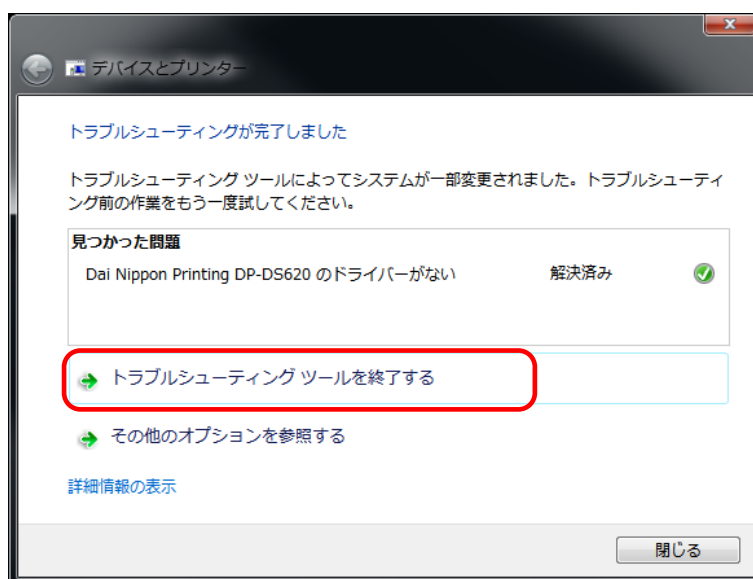 デバイスとプリンター
トラブルシューティングが完了しました
トラブルシューティング ツールによってシステムが一部変更されました。トラブルシューティ
ング前の作業をもう一度試してください。
見つかった問題
Dai Nippon Printing DP-DS620 のドライバーがない 解決済み
トラブルシューティング ツールを終了する
その他のオプションを参照する
詳細情報の表示
閉じる